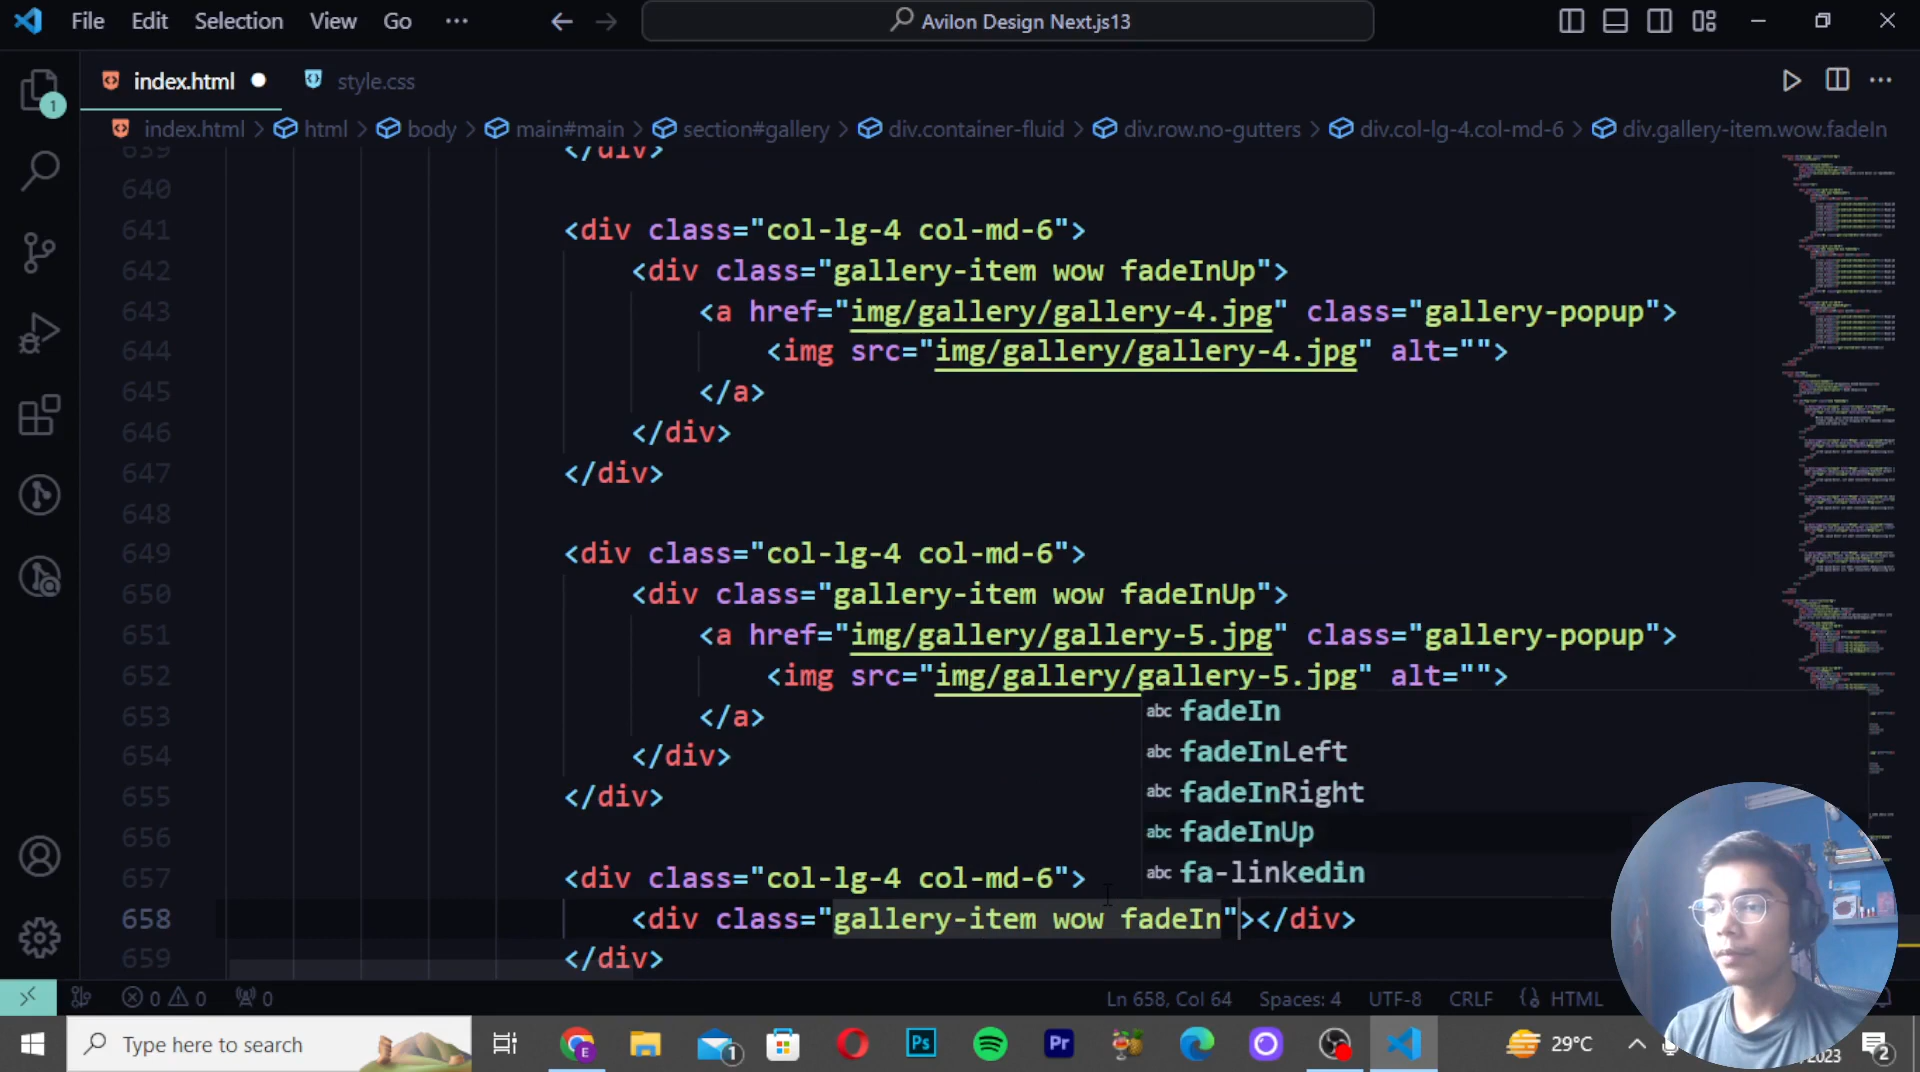 File Edit Selection View Go ··· Avilon Design Next.js13
index.html style.css
index.html > html > body > main#main > section#gallery > div.container-fluid > div.row.no-gutters > div.col-lg-4.col-md-6 > div.gallery-item.wow.fadeIn
639 </div>
640
641 <div class="col-lg-4 col-md-6">
642 <div class="gallery-item wow fadeInUp">
643 <a href="img/gallery/gallery-4.jpg" class="gallery-popup">
644 <img src="img/gallery/gallery-4.jpg" alt="">
645 </a>
646 </div>
647 </div>
648
649 <div class="col-lg-4 col-md-6">
650 <div class="gallery-item wow fadeInUp">
651 <a href="img/gallery/gallery-5.jpg" class="gallery-popup">
652 <img src="img/gallery/gallery-5.jpg" alt="">
653 </a>
654 </div>
655 </div>
656
657 <div class="col-lg-4 col-md-6">
658 <div class="gallery-item wow fadeIn"></div>
659 </div>
abc fadeIn
abc fadeInLeft
abc fadeInRight
abc fadeInUp
abc fa-linkedin
1
0 0 0 Ln 658, Col 64 Spaces: 4 UTF-8 CRLF HTML
Type here to search E 1 Ps Pr 29°C 2023 2